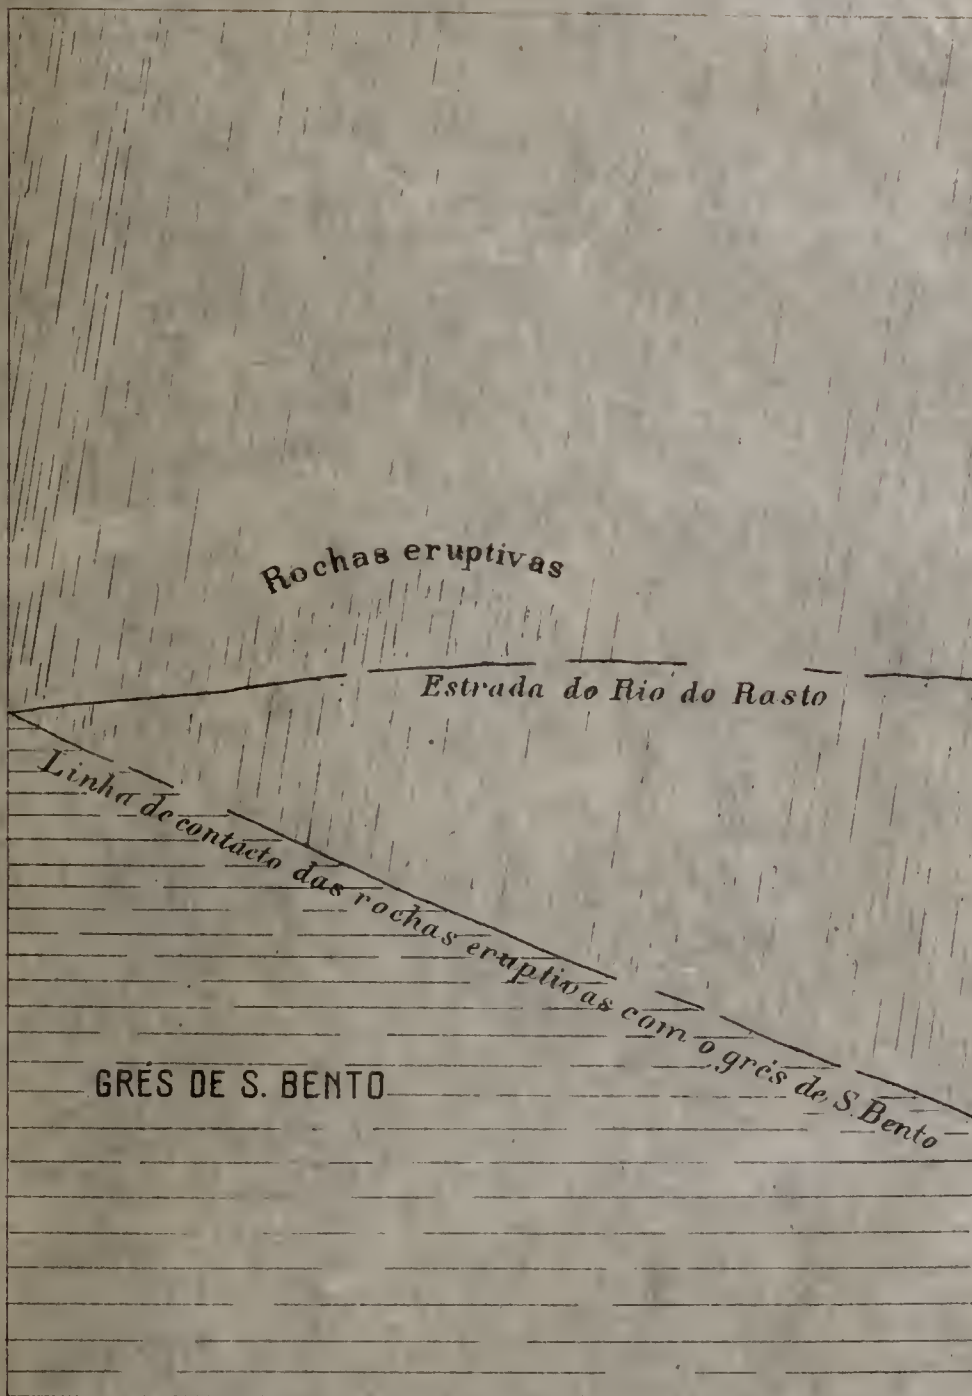 Rochas eruptivas
Estrada do Rio do Rasto
Linha de contacto das rochas eruptivas com o grés de S. Bento
GRÉS DE S. BENTO